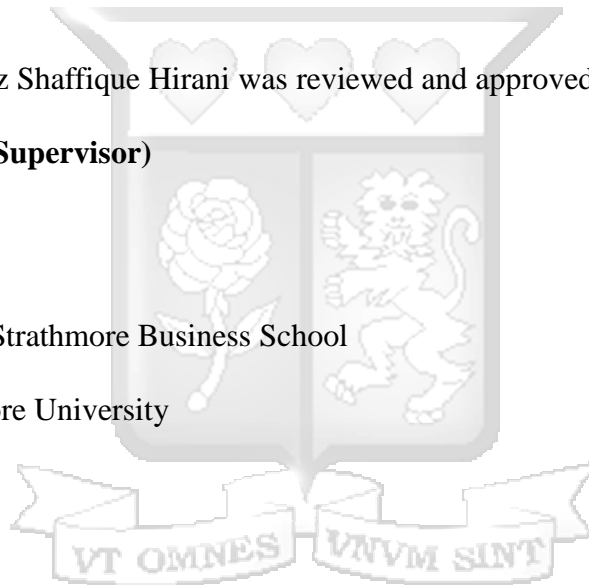 z Shaffique Hirani was reviewed and approved
Supervisor)
Strathmore Business School
re University
VT OMNES VNVM SINT